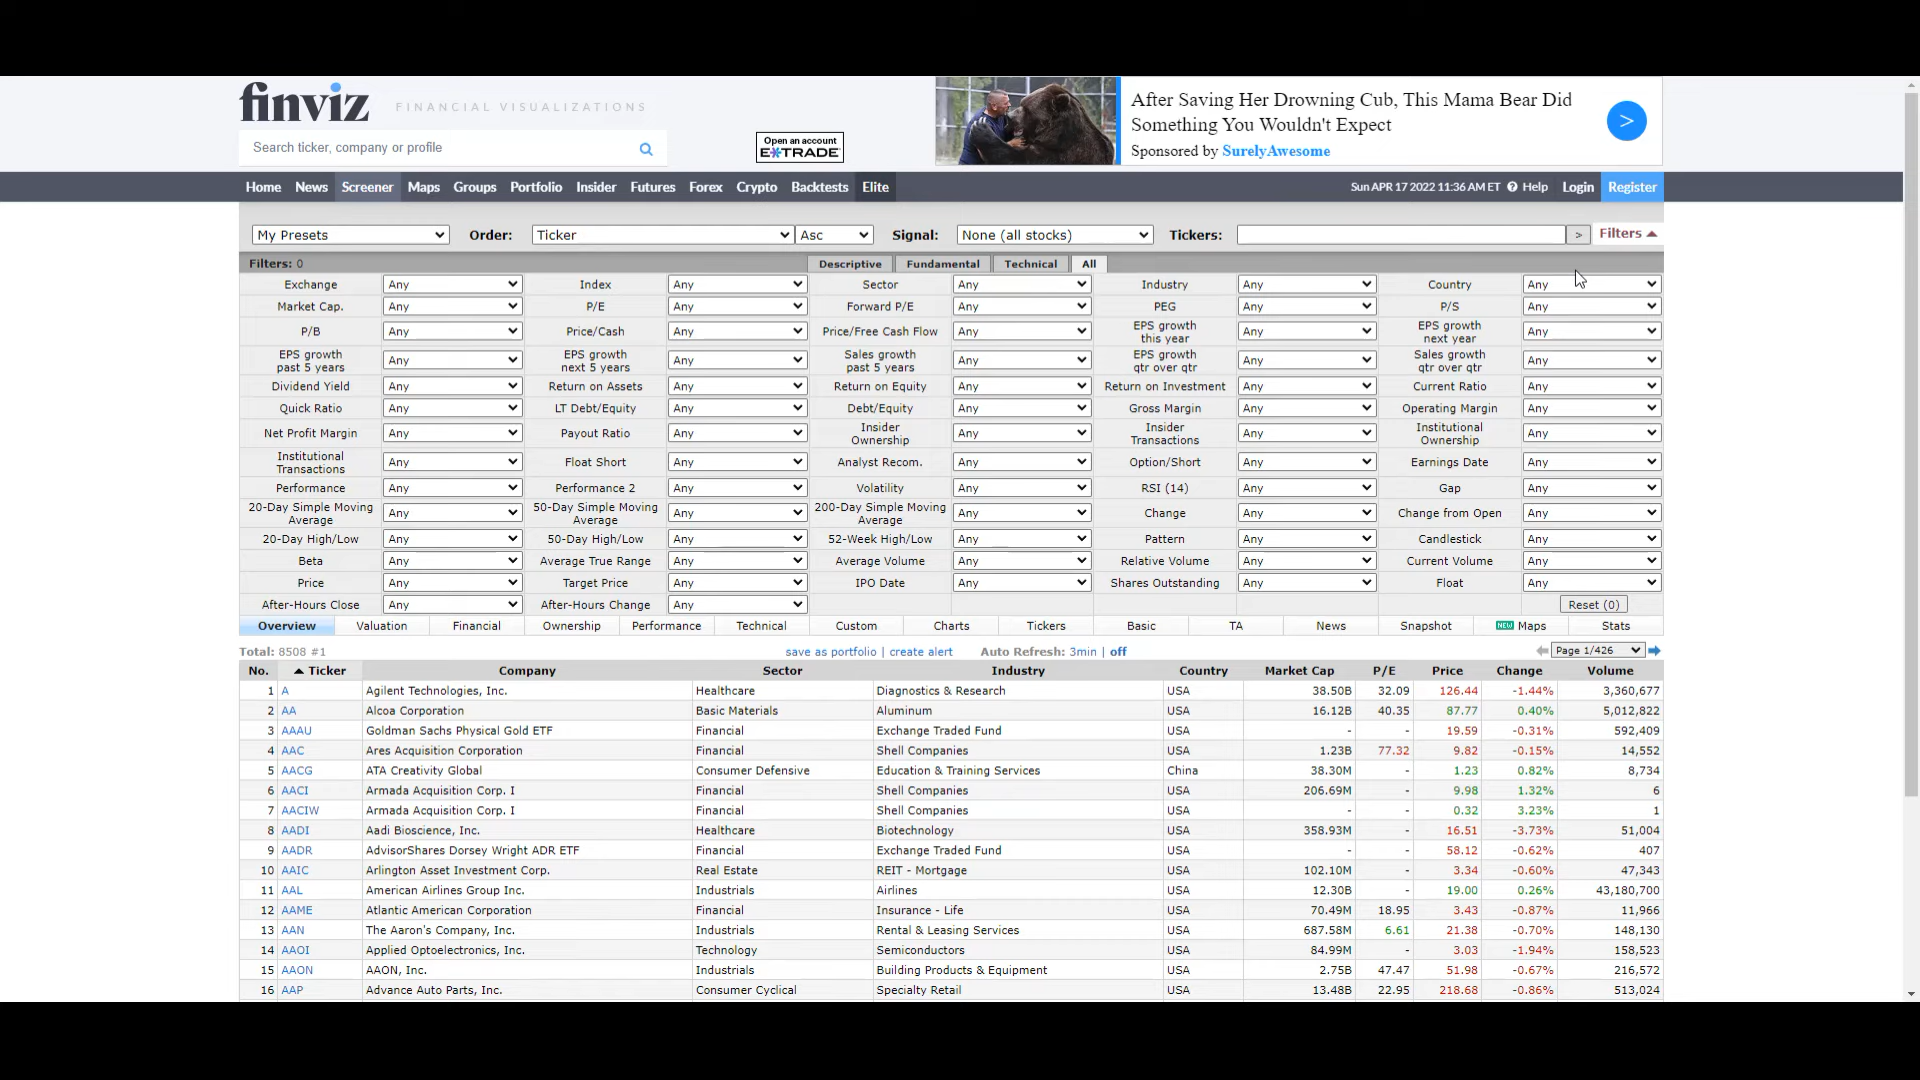 finviz FINANCIAL VISUALIZATIONS
Search ticker, company or profile
Open an account
E*TRADE
After Saving Her Drowning Cub, This Mama Bear Did
Something You Wouldn't Expect
Sponsored by SurelyAwesome
>
Home News Screener Maps Groups Portfolio Insider Futures Forex Crypto Backtests Elite Sun APR 17 2022 11:36 AM ET Help Login Register
My Presets Order: Ticker Asc Signal: None (all stocks) Tickers: > Filters
Filters: 0 Descriptive Fundamental Technical All
Exchange Any Index Any Sector Any Industry Any Country Any
Market Cap. Any P/E Any Forward P/E Any PEG Any P/S Any
P/B Any Price/Cash Any Price/Free Cash Flow Any EPS growth this year Any EPS growth next year Any
EPS growth past 5 years Any EPS growth next 5 years Any Sales growth past 5 years Any EPS growth qtr over qtr Any Sales growth qtr over qtr Any
Dividend Yield Any Return on Assets Any Return on Equity Any Return on Investment Any Current Ratio Any
Quick Ratio Any LT Debt/Equity Any Debt/Equity Any Gross Margin Any Operating Margin Any
Net Profit Margin Any Payout Ratio Any Insider Ownership Any Insider Transactions Any Institutional Ownership Any
Institutional Transactions Any Float Short Any Analyst Recom. Any Option/Short Any Earnings Date Any
Performance Any Performance 2 Any Volatility Any RSI (14) Any Gap Any
20-Day Simple Moving Average Any 50-Day Simple Moving Average Any 200-Day Simple Moving Average Any Change Any Change from Open Any
20-Day High/Low Any 50-Day High/Low Any 52-Week High/Low Any Pattern Any Candlestick Any
Beta Any Average True Range Any Average Volume Any Relative Volume Any Current Volume Any
Price Any Target Price Any IPO Date Any Shares Outstanding Any Float Any
After-Hours Close Any After-Hours Change Any Reset (0)
Overview Valuation Financial Ownership Performance Technical Custom Charts Tickers Basic TA News Snapshot NEW Maps Stats
Total: 8508 #1 save as portfolio | create alert Auto Refresh: 3min | off Page 1/426
No. Ticker Company Sector Industry Country Market Cap P/E Price Change Volume
1 A Agilent Technologies, Inc. Healthcare Diagnostics & Research USA 38.50B 32.09 126.44 -1.44% 3,360,677
2 AA Alcoa Corporation Basic Materials Aluminum USA 16.12B 40.35 87.77 0.40% 5,012,822
3 AAAU Goldman Sachs Physical Gold ETF Financial Exchange Traded Fund USA - - 19.59 -0.31% 592,409
4 AAC Ares Acquisition Corporation Financial Shell Companies USA 1.23B 77.32 9.82 -0.15% 14,552
5 AACG ATA Creativity Global Consumer Defensive Education & Training Services China 38.30M - 1.23 0.82% 8,734
6 AACI Armada Acquisition Corp. I Financial Shell Companies USA 206.69M - 9.98 1.32% 6
7 AACIW Armada Acquisition Corp. I Financial Shell Companies USA - - 0.32 3.23% 1
8 AADI Aadi Bioscience, Inc. Healthcare Biotechnology USA 358.93M - 16.51 -3.73% 51,004
9 AADR AdvisorShares Dorsey Wright ADR ETF Financial Exchange Traded Fund USA - - 58.12 -0.62% 407
10 AAIC Arlington Asset Investment Corp. Real Estate REIT - Mortgage USA 102.10M - 3.34 -0.60% 47,343
11 AAL American Airlines Group Inc. Industrials Airlines USA 12.30B - 19.00 0.26% 43,180,700
12 AAME Atlantic American Corporation Financial Insurance - Life USA 70.49M 18.95 3.43 -0.87% 11,966
13 AAN The Aaron's Company, Inc. Industrials Rental & Leasing Services USA 687.58M 6.61 21.38 -0.70% 148,130
14 AAOI Applied Optoelectronics, Inc. Technology Semiconductors USA 84.99M - 3.03 -1.94% 158,523
15 AAON AAON, Inc. Industrials Building Products & Equipment USA 2.75B 47.47 51.98 -0.67% 216,572
16 AAP Advance Auto Parts, Inc. Consumer Cyclical Specialty Retail USA 13.48B 22.95 218.68 -0.86% 513,024